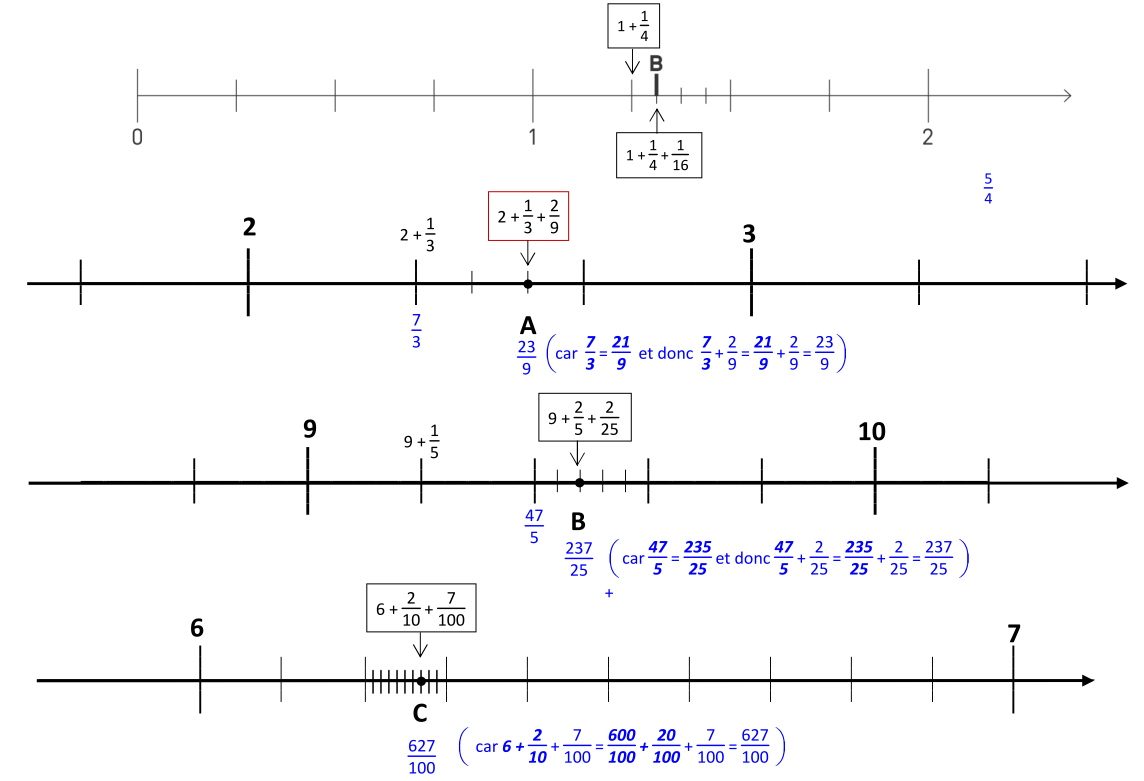 1 + 1/4
B
0 1 2
1 + 1/4 + 1/16
5/4
2 + 1/3 + 2/9
2 2 + 1/3 3
7/3 A
23/9 (car 7/3 = 21/9 et donc 7/3 + 2/9 = 21/9 + 2/9 = 23/9)
9 + 2/5 + 2/25
9 9 + 1/5 10
47/5 B
237/25 (car 47/5 = 235/25 et donc 47/5 + 2/25 = 235/25 + 2/25 = 237/25)
+
6 + 2/10 + 7/100
6 7
C
627/100 (car 6 + 2/10 + 7/100 = 600/100 + 20/100 + 7/100 = 627/100)